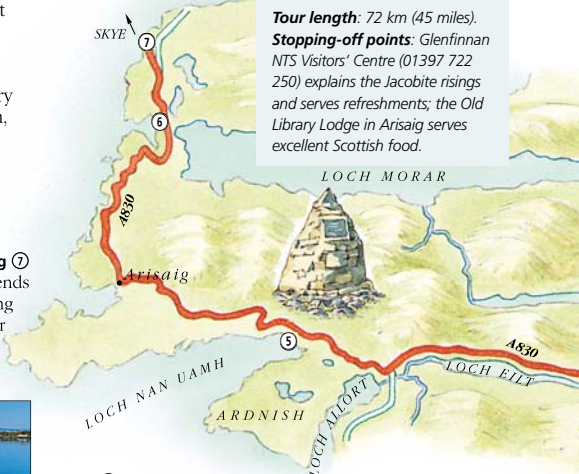 Tour length: 72 km (45 miles).
Stopping-off points: Glenfinnan
NTS Visitors' Centre (01397 722
250) explains the Jacobite risings
and serves refreshments; the Old
Library Lodge in Arisaig serves
excellent Scottish food.
SKYE
7
6
LOCH MORAR
A830
g 7
Arisaig
5
A830
LOCH EILT
LOCH NAN UAMH
ARDNISH
LOCH AILORT